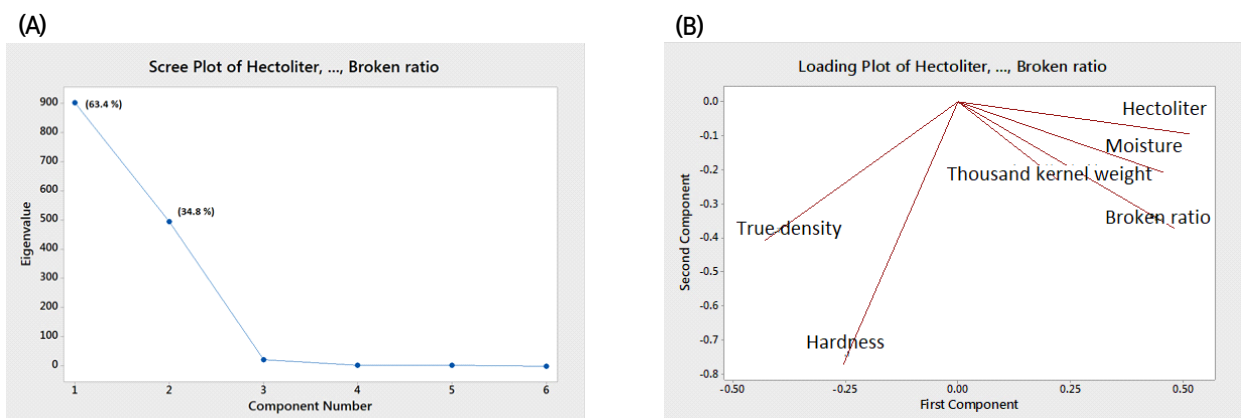 (A)
Scree Plot of Hectoliter, ..., Broken ratio
900
800
700
600
500
400
300
200
100
0
(63.4 %)
(34.8 %)
Eigenvalue
1 2 3 4 5 6
Component Number
(B)
Loading Plot of Hectoliter, ..., Broken ratio
0.0
-0.1
-0.2
-0.3
-0.4
-0.5
-0.6
-0.7
-0.8
Second Component
Hectoliter
Moisture
Thousand kernel weight
Broken ratio
True density
Hardness
-0.50 -0.25 0.00 0.25 0.50
First Component